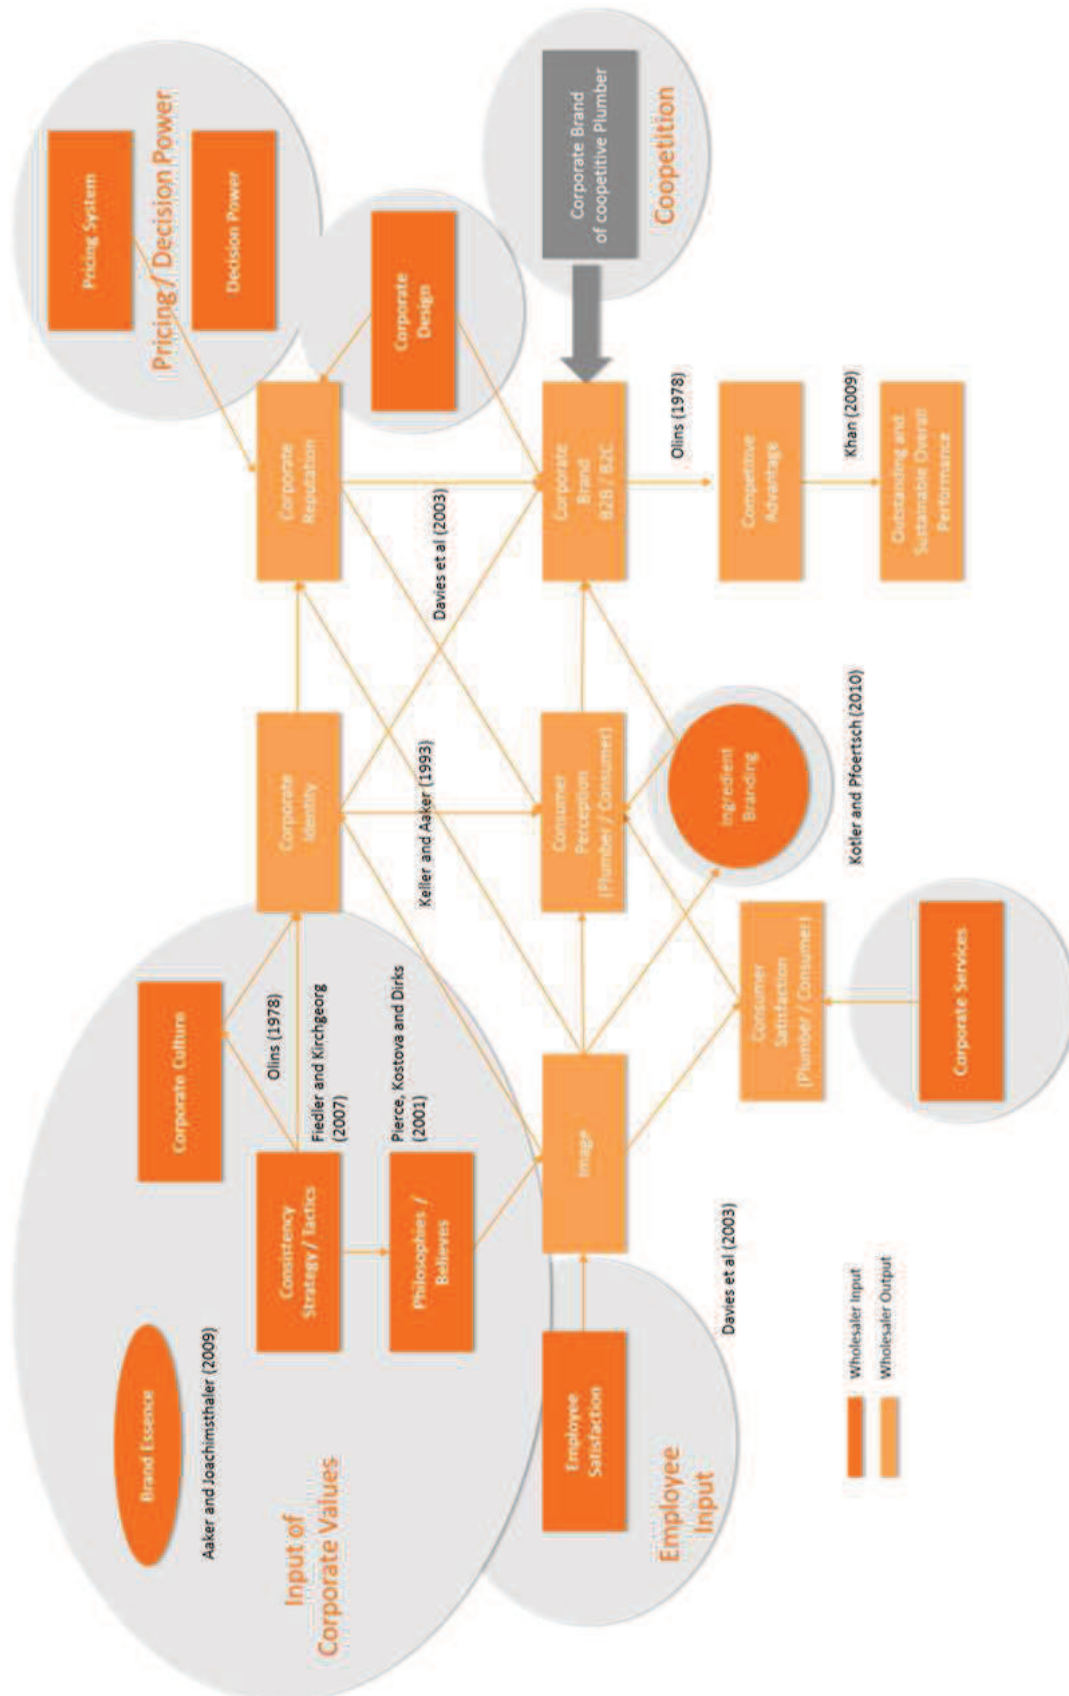 Brand Essence
Aaker and Joachimsthaler (2009)
Input of
Corporate Values
Corporate Culture
Olins (1978)
Consistency
Strategy / Tactics
Fiedler and Kirchgeorg
(2007)
Philosophies /
Believes
Pierce, Kostova and Dirks
(2001)
Employee
Satisfaction
Employee
Input
Davies et al (2003)
Image
Corporate
Identity
Keller and Aaker (1993)
Consumer
Perception
(Plumber / Consumer)
Consumer
Satisfaction
(Plumber / Consumer)
Corporate Services
Ingredient
Branding
Kotler and Pfoertsch (2010)
Corporate
Reputation
Davies et al (2003)
Pricing System
Pricing / Decision Power
Decision Power
Corporate
Design
Corporate
Brand
B2B / B2C
Corporate Brand
of coopetitive Plumber
Coopetition
Olins (1978)
Competitive
Advantage
Khan (2009)
Outstanding and
Sustainable Overall
Performance
Wholesaler Input
Wholesaler Output